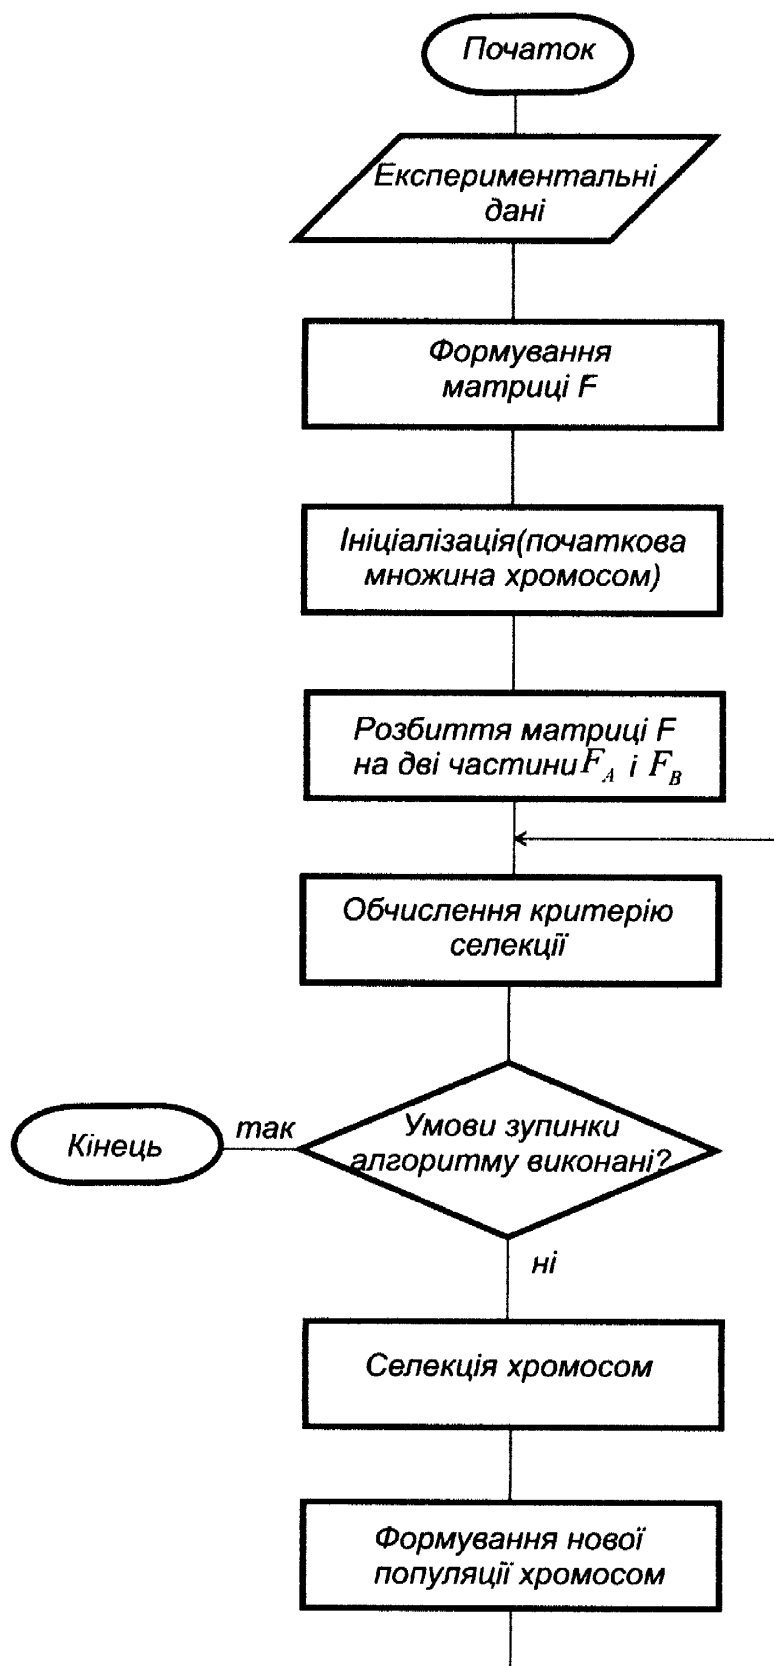 Початок
Експериментальні
дані
Формування
матриці F
Ініціалізація(початкова
множина хромосом)
Розбиття матриці F
на дві частини F_A і F_B
Обчислення критерію
селекції
Умови зупинки
алгоритму виконані?
так
Кінець
ні
Селекція хромосом
Формування нової
популяції хромосом